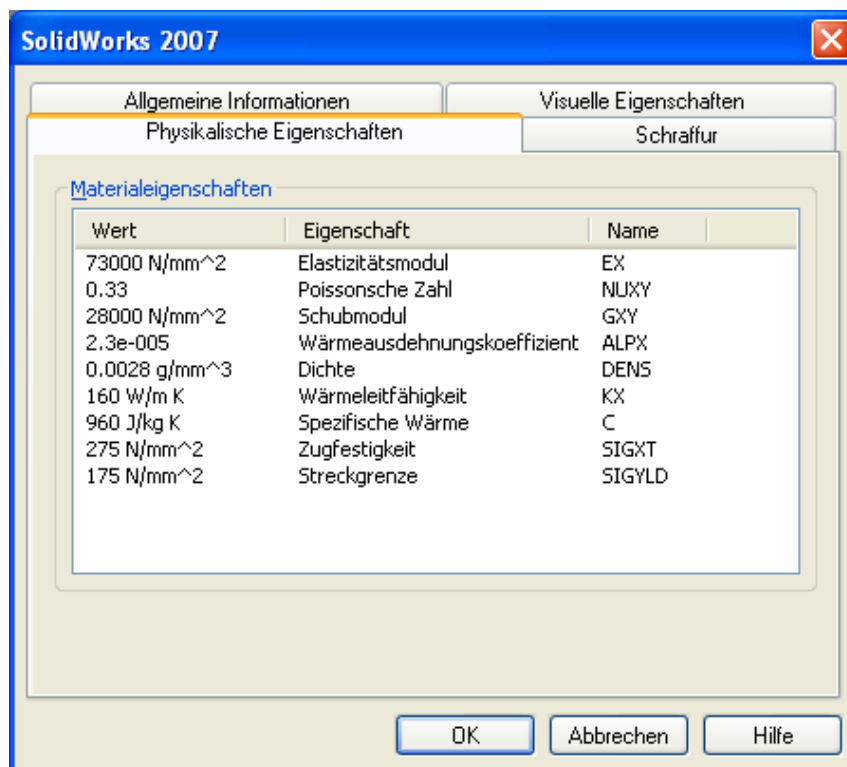 SolidWorks 2007
Allgemeine Informationen Visuelle Eigenschaften
Physikalische Eigenschaften Schraffur
Materialeigenschaften
Wert Eigenschaft Name
73000 N/mm^2 Elastizitätsmodul EX
0.33 Poissonsche Zahl NUXY
28000 N/mm^2 Schubmodul GXY
2.3e-005 Wärmeausdehnungskoeffizient ALPX
0.0028 g/mm^3 Dichte DENS
160 W/m K Wärmeleitfähigkeit KX
960 J/kg K Spezifische Wärme C
275 N/mm^2 Zugfestigkeit SIGXT
175 N/mm^2 Streckgrenze SIGYLD
OK Abbrechen Hilfe